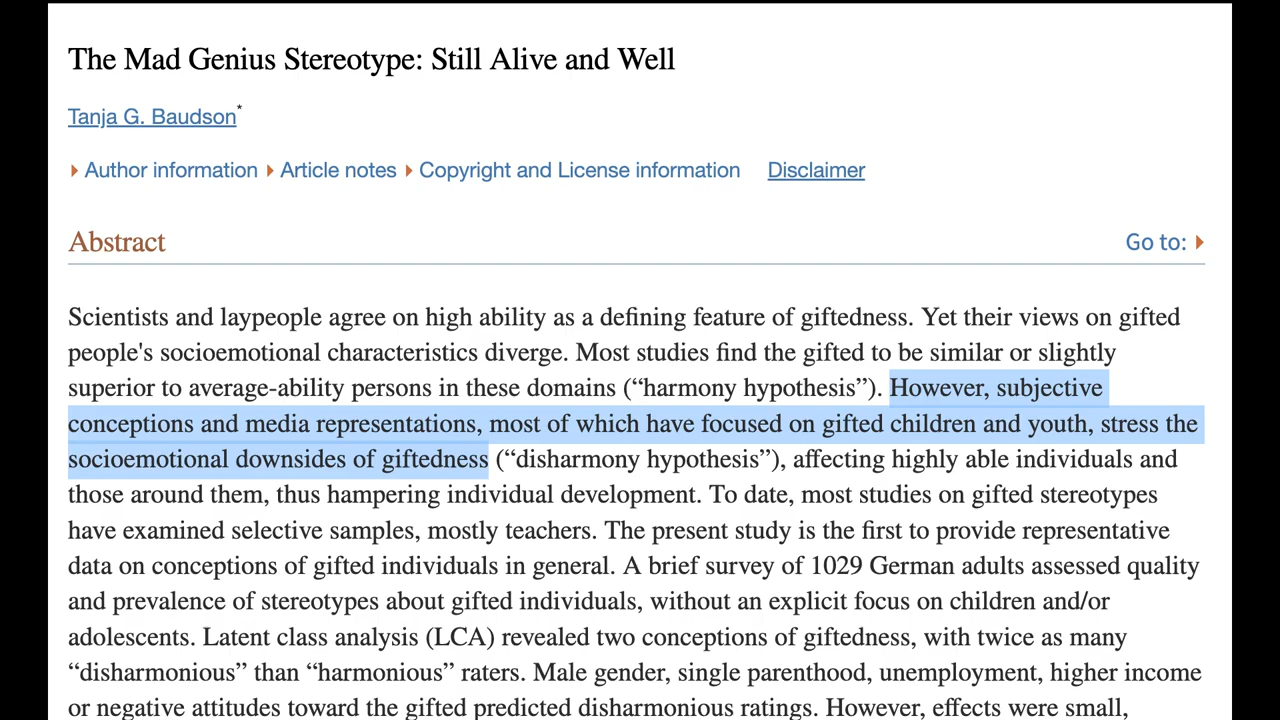 The Mad Genius Stereotype: Still Alive and Well
Tanja G. Baudson*
Author information Article notes Copyright and License information Disclaimer
Abstract
Go to:
Scientists and laypeople agree on high ability as a defining feature of giftedness. Yet their views on gifted
people's socioemotional characteristics diverge. Most studies find the gifted to be similar or slightly
superior to average-ability persons in these domains (“harmony hypothesis”). However, subjective
conceptions and media representations, most of which have focused on gifted children and youth, stress the
socioemotional downsides of giftedness (“disharmony hypothesis”), affecting highly able individuals and
those around them, thus hampering individual development. To date, most studies on gifted stereotypes
have examined selective samples, mostly teachers. The present study is the first to provide representative
data on conceptions of gifted individuals in general. A brief survey of 1029 German adults assessed quality
and prevalence of stereotypes about gifted individuals, without an explicit focus on children and/or
adolescents. Latent class analysis (LCA) revealed two conceptions of giftedness, with twice as many
“disharmonious” than “harmonious” raters. Male gender, single parenthood, unemployment, higher income
or negative attitudes toward the gifted predicted disharmonious ratings. However, effects were small,